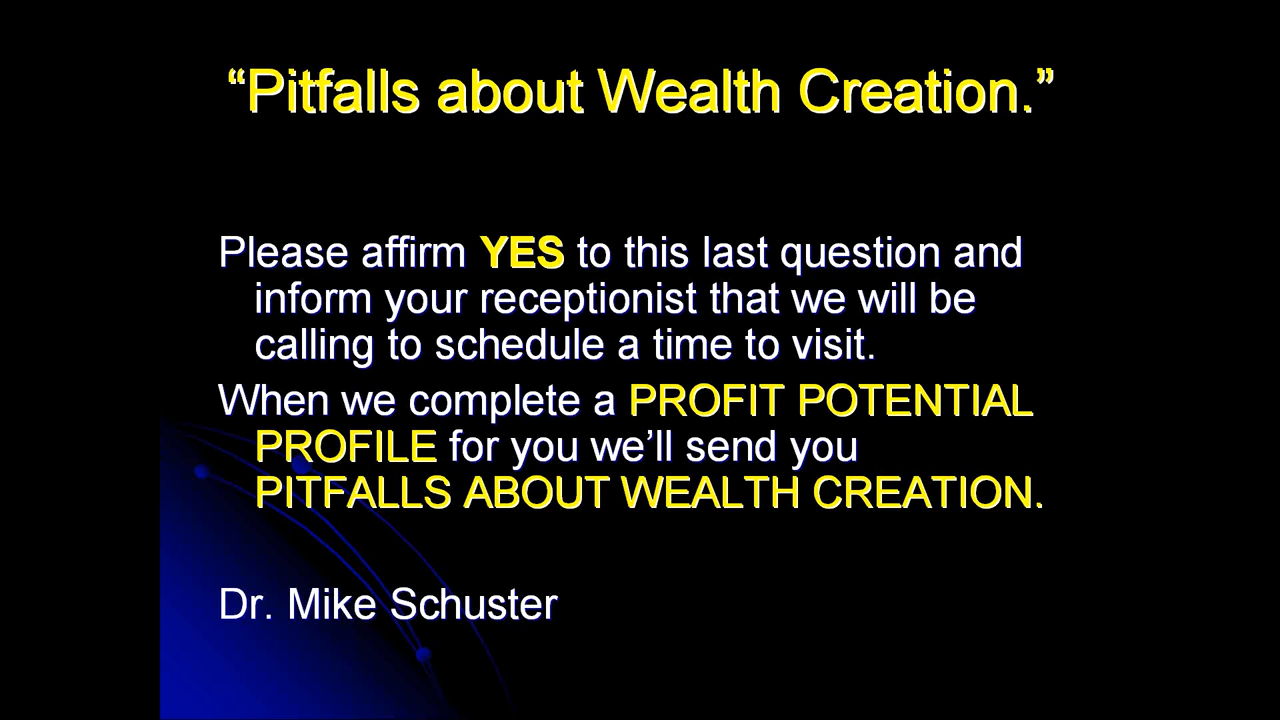 “Pitfalls about Wealth Creation.”
Please affirm YES to this last question and
inform your receptionist that we will be
calling to schedule a time to visit.
When we complete a PROFIT POTENTIAL
PROFILE for you we’ll send you
PITFALLS ABOUT WEALTH CREATION.
Dr. Mike Schuster